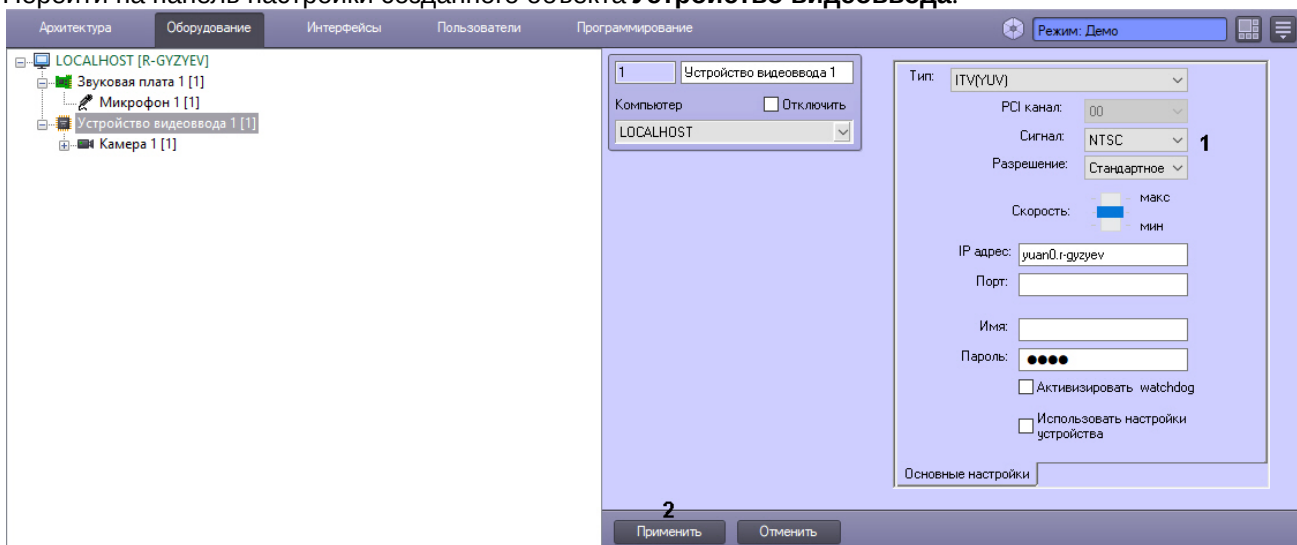 Перейти на панель настройки созданного объекта Устройство видеоввода.
Архитектура Оборудование Интерфейсы Пользователи Программирование Режим: Демо
LOCALHOST [R-GYZYEV]
Звуковая плата 1 [1]
Микрофон 1 [1]
Устройство видеоввода 1 [1]
Камера 1 [1]
1 Устройство видеоввода 1
Компьютер Отключить
LOCALHOST
Тип: ITV(YUV)
PCI канал: 00
Сигнал: NTSC 1
Разрешение: Стандартное
макс
Скорость:
мин
IP адрес: yuan0.r-gyzyev
Порт:
Имя:
Пароль: ●●●●
Активизировать watchdog
Использовать настройки
устройства
Основные настройки
2
Применить Отменить